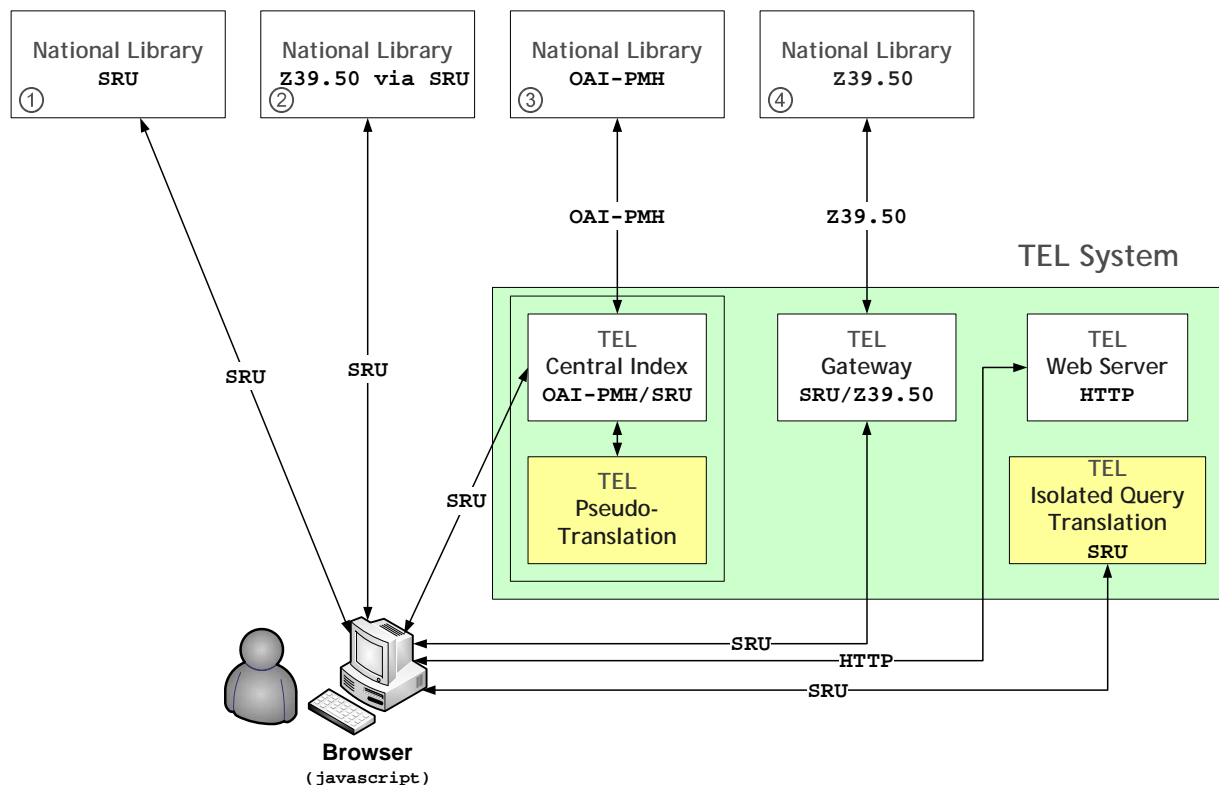 National Library
SRU
①
National Library
Z39.50 via SRU
②
National Library
OAI-PMH
③
National Library
Z39.50
④
OAI-PMH
Z39.50
TEL System
SRU
SRU
TEL
Central Index
OAI-PMH/SRU
TEL
Gateway
SRU/Z39.50
TEL
Web Server
HTTP
SRU
TEL
Pseudo-
Translation
TEL
Isolated Query
Translation
SRU
SRU
HTTP
SRU
Browser
(javascript)